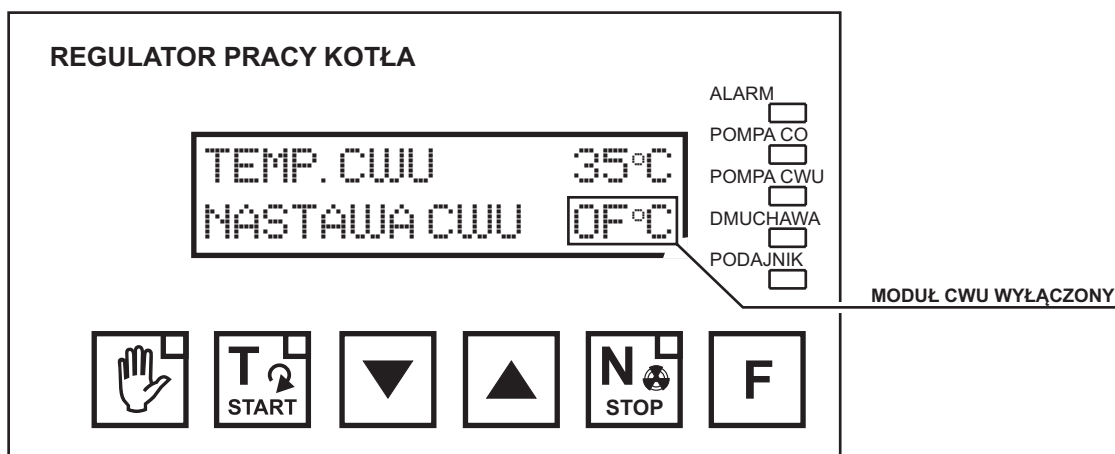 REGULATOR PRACY KOTŁA
ALARM
POMPA CO
POMPA CWU
DMUCHAWA
PODAJNIK
TEMP. CWU 35°C
NASTAWA CWU OF°C
MODUŁ CWU WYŁĄCZONY
T
START
N
STOP
F